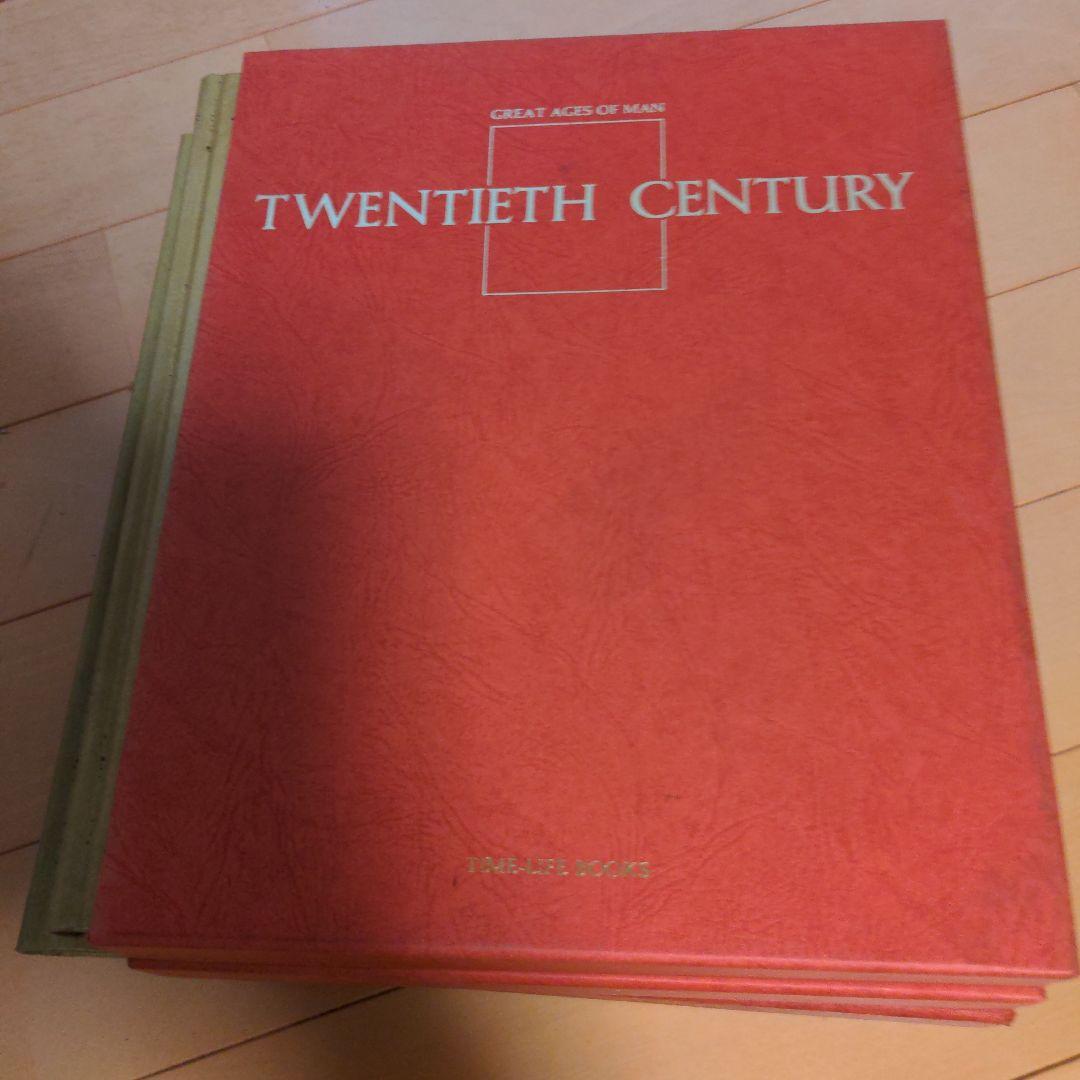 GREAT AGES OF MAN
TWENTIETH CENTURY
TIME-LIFE BOOKS